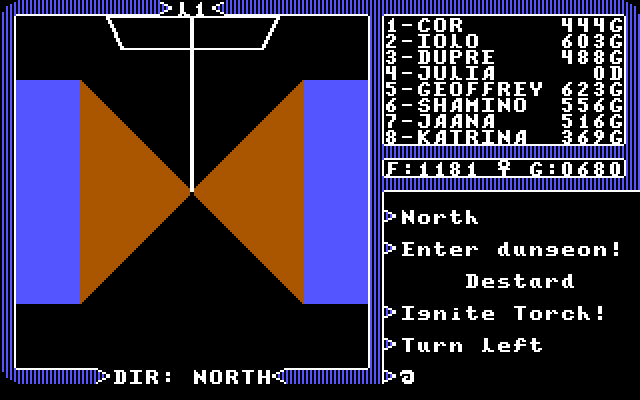 L1
1-COR 444G
2-IOLO 603G
3-DUPRE 488G
4-JULIA 0D
5-GEOFFREY 623G
6-SHAMINO 556G
7-JAANA 516G
8-KATRINA 369G
F:1181 ♀ G:0680
North
Enter dungeon!
Destard
Ignite Torch!
Turn Left
DIR: NORTH